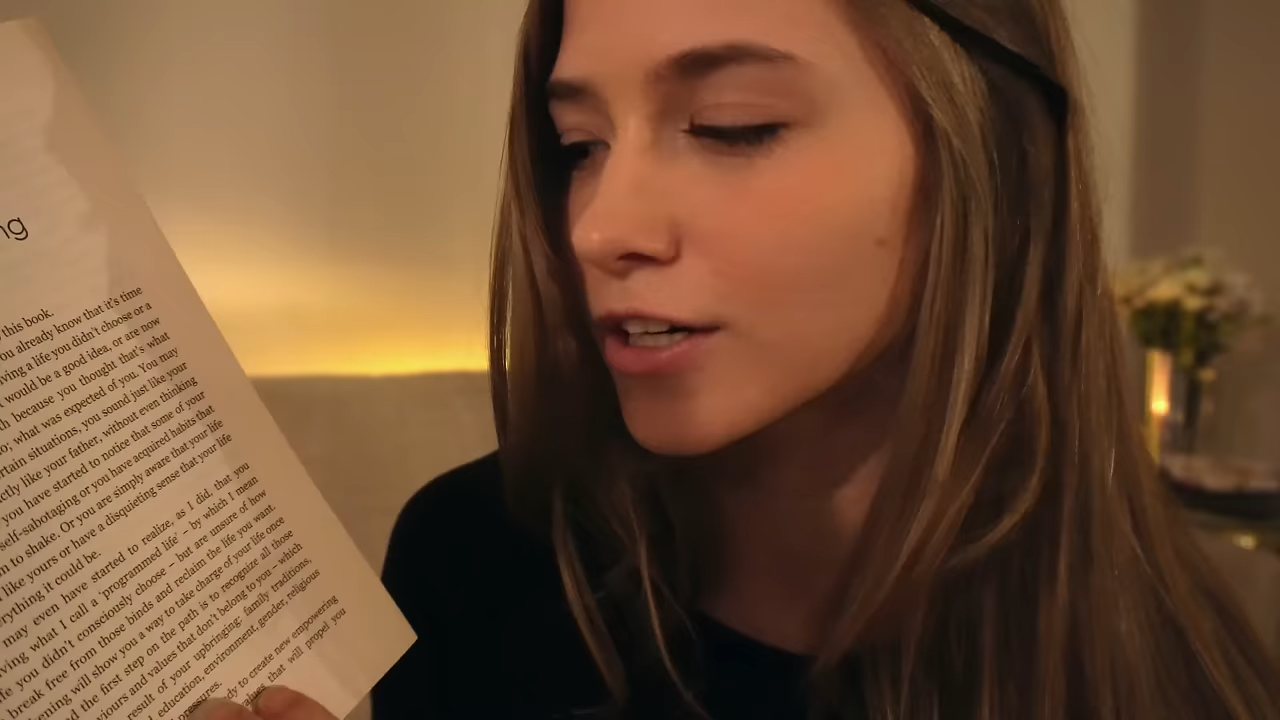 ng
this book.
ou already know that it's time
ving a life you didn't choose or a
would be a good idea, or are now
th because you thought that's what
o; what was expected of you. You may
rtain situations, you sound just like your
ctly like your father, without even thinking
you have started to notice that some of your
self-sabotaging or you have acquired habits that
n to shake. Or you are simply aware that your life
like yours or have a disquieting sense that your life
erything it could be.
may even have started to realize, as I did, that you
ving what I call a 'programmed life' – by which I mean
fe you didn't consciously choose – but are unsure of how
break free from those binds and reclaim the life you want.
ening will show you a way to take charge of your life once
d the first step on the path is to recognize all those
viours and values that don't belong to you – which
result of your upbringing: family traditions,
l education, environment, gender, religious
pressures.
dy to create new empowering
alues that will propel you